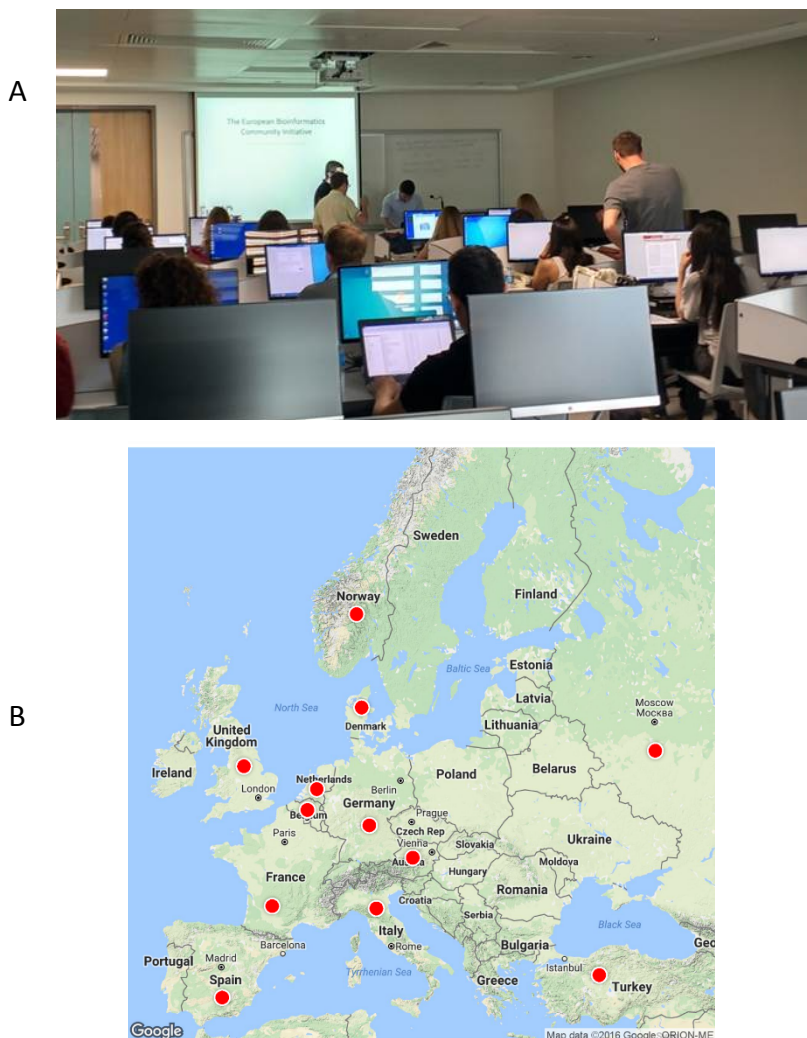 A
The European Bioinformatics
Community Initiative
B
Sweden
Norway
Finland
Baltic Sea
Estonia
North Sea
Latvia
Moscow
Москва
Denmark
Lithuania
United
Kingdom
Ireland
Netherlands
Berlin
Poland
Belarus
London
Germany
Belgium
Prague
Paris
Czech Rep
Ukraine
Vienna
Slovakia
Austria
Moldova
Hungary
France
Romania
Croatia
Serbia
Italy
Black Sea
Barcelona
Bulgaria
Geo
Portugal
Madrid
Rome
Istanbul
Spain
Tyrrhenian Sea
Greece
Turkey
Google
Map data ©2016 Google, ORION-ME